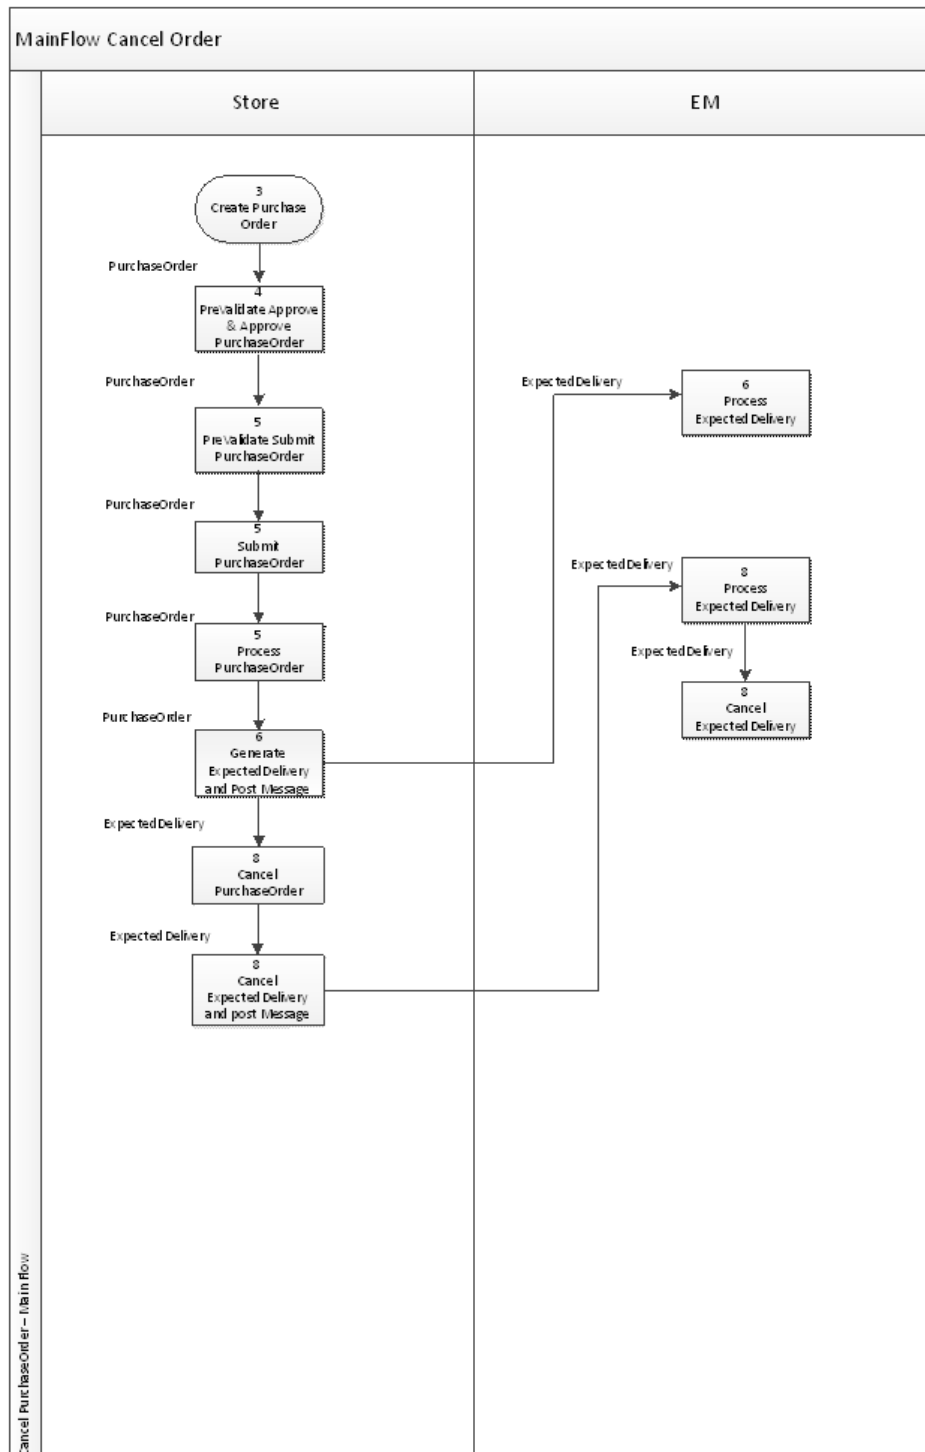 MainFlow Cancel Order
Store
EM
3
Create Purchase
Order
PurchaseOrder
4
PreValidate Approve
& Approve
PurchaseOrder
PurchaseOrder
5
PreValidate Submit
PurchaseOrder
PurchaseOrder
5
Submit
PurchaseOrder
PurchaseOrder
5
Process
PurchaseOrder
PurchaseOrder
6
Generate
ExpectedDelivery
and Post Message
ExpectedDelivery
8
Cancel
PurchaseOrder
Expected Delivery
8
Cancel
Expected Delivery
and post Message
ExpectedDelivery
6
Process
Expected Delivery
ExpectedDelivery
8
Process
Expected Delivery
ExpectedDelivery
8
Cancel
Expected Delivery
Cancel PurchaseOrder – Main Flow